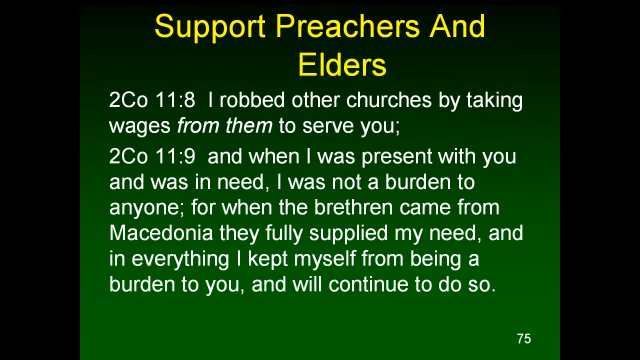 Support Preachers And
Elders
2Co 11:8  I robbed other churches by taking
wages from them to serve you;
2Co 11:9  and when I was present with you
and was in need, I was not a burden to
anyone; for when the brethren came from
Macedonia they fully supplied my need, and
in everything I kept myself from being a
burden to you, and will continue to do so.
75